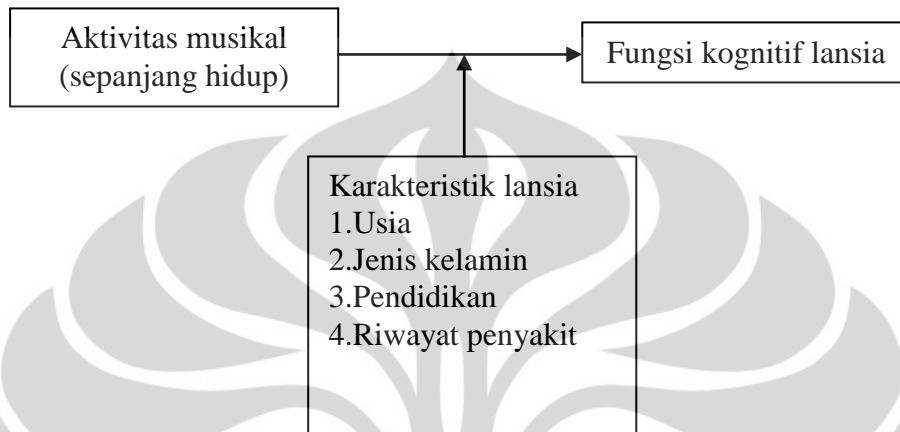 Aktivitas musikal
(sepanjang hidup)
Fungsi kognitif lansia
Karakteristik lansia
1.Usia
2.Jenis kelamin
3.Pendidikan
4.Riwayat penyakit